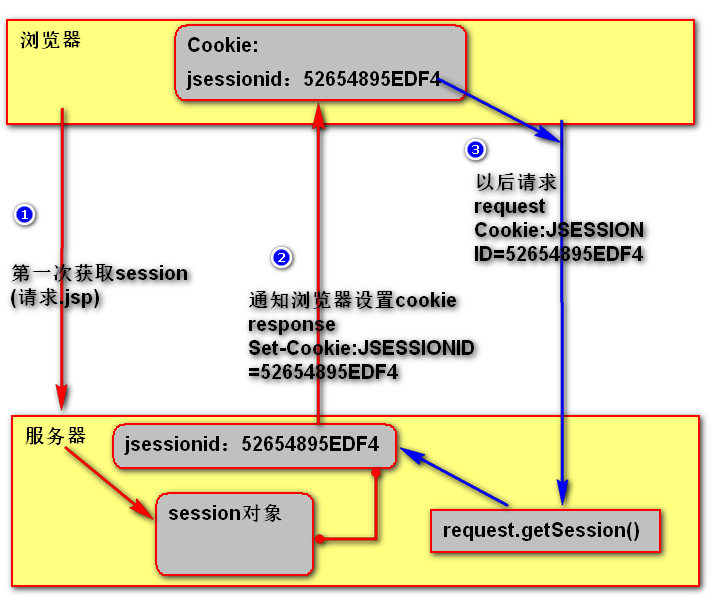 浏览器
Cookie:
jsessionid：52654895EDF4
1
第一次获取session
(请求.jsp)
2
通知浏览器设置cookie
response
Set-Cookie:JSESSIONID
=52654895EDF4
3
以后请求
request
Cookie:JSESSION
ID=52654895EDF4
服务器
jsessionid：52654895EDF4
session对象
request.getSession()